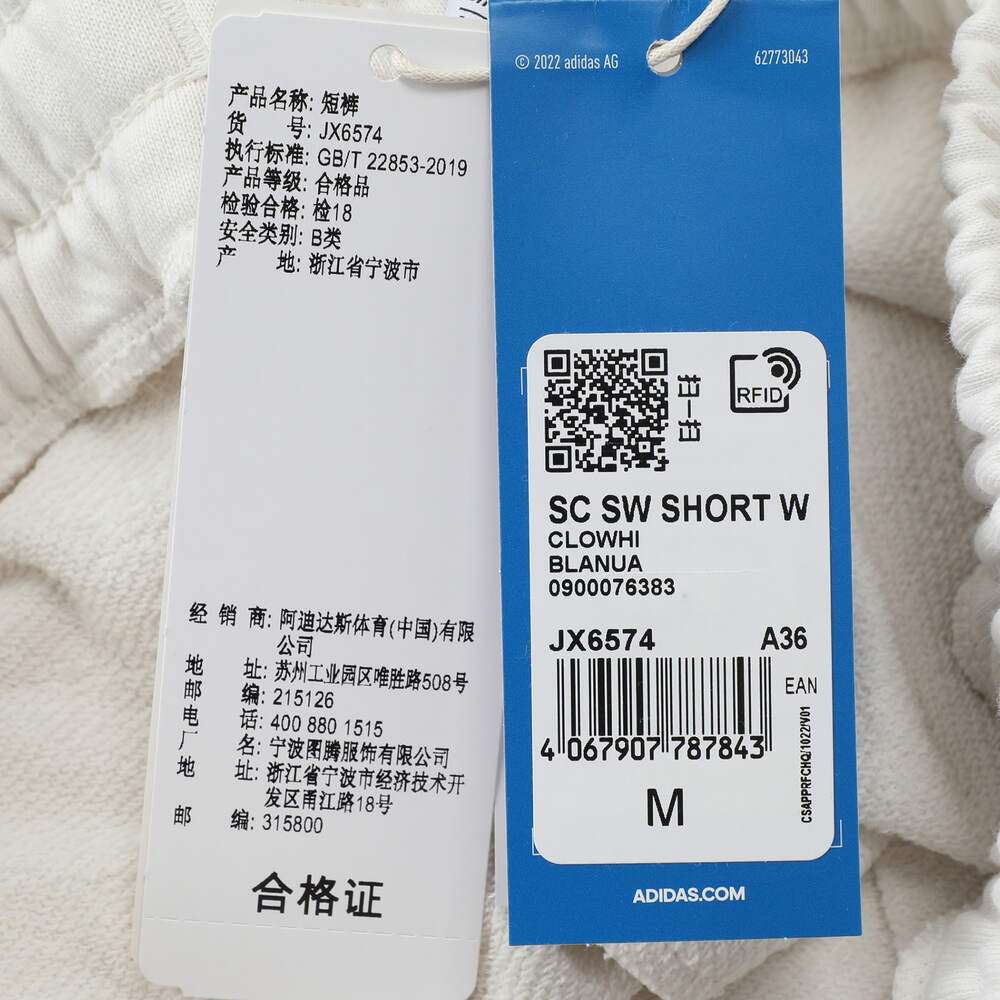 产品名称: 短裤
货 号: JX6574
执行标准: GB/T 22853-2019
产品等级: 合格品
检验合格: 检18
安全类别: B类
产 地: 浙江省宁波市
经 销 商: 阿迪达斯体育(中国)有限
公司
地 址: 苏州工业园区唯胜路508号
邮 编: 215126
电 话: 400 880 1515
厂 名: 宁波图腾服饰有限公司
地 址: 浙江省宁波市经济技术开
发区甬江路18号
邮 编: 315800
合格证
© 2022 adidas AG
62773043
扫一扫
RFID
SC SW SHORT W
CLOWHI
BLANUA
0900076383
JX6574 A36
EAN
4 067907 787843
CSAPPRFCHQ/1022/V01
M
ADIDAS.COM